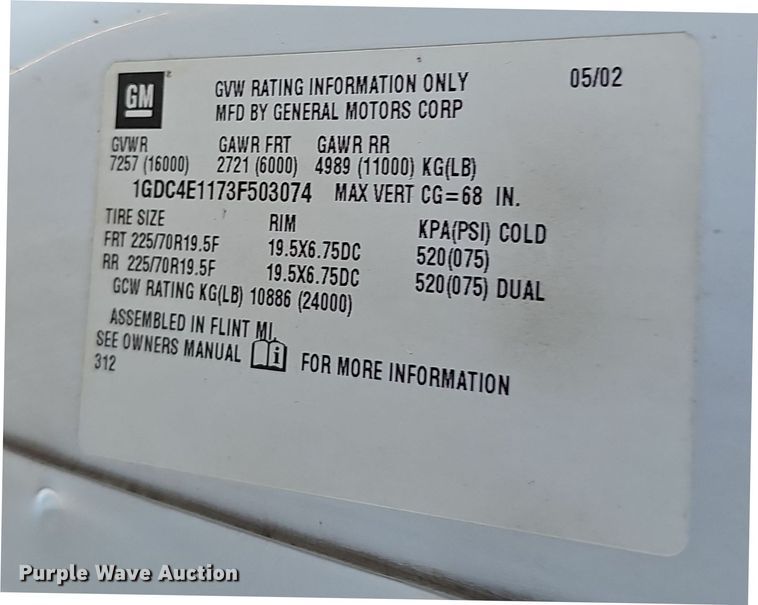 GM
GVW RATING INFORMATION ONLY 05/02
MFD BY GENERAL MOTORS CORP
GVWR GAWR FRT GAWR RR
7257 (16000) 2721 (6000) 4989 (11000) KG(LB)
1GDC4E1173F503074 MAX VERT CG=68 IN.
TIRE SIZE RIM KPA(PSI) COLD
FRT 225/70R19.5F 19.5X6.75DC 520(075)
RR 225/70R19.5F 19.5X6.75DC 520(075) DUAL
GCW RATING KG(LB) 10886 (24000)
ASSEMBLED IN FLINT MI.
SEE OWNERS MANUAL i FOR MORE INFORMATION
312
Purple Wave Auction